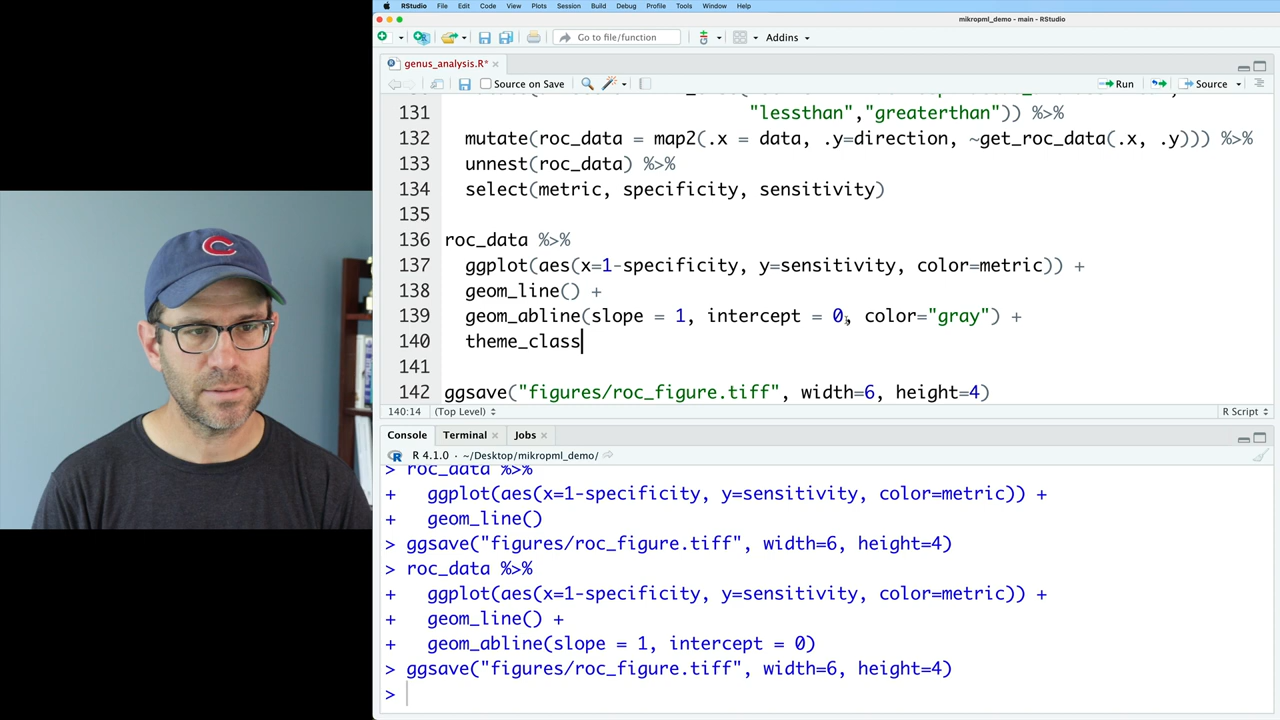 RStudio File Edit Code View Plots Session Build Debug Profile Tools Window Help
mikropml_demo - main - RStudio
Go to file/function Addins
genus_analysis.R*
Source on Save Run Source
131 "lessthan","greaterthan")) %>%
132 mutate(roc_data = map2(.x = data, .y=direction, ~get_roc_data(.x, .y))) %>%
133 unnest(roc_data) %>%
134 select(metric, specificity, sensitivity)
135
136 roc_data %>%
137 ggplot(aes(x=1-specificity, y=sensitivity, color=metric)) +
138 geom_line() +
139 geom_abline(slope = 1, intercept = 0, color="gray") +
140 theme_class
141
142 ggsave("figures/roc_figure.tiff", width=6, height=4)
140:14 (Top Level) R Script
Console Terminal Jobs
R 4.1.0 · ~/Desktop/mikropml_demo/
> roc_data %>%
+ ggplot(aes(x=1-specificity, y=sensitivity, color=metric)) +
+ geom_line()
> ggsave("figures/roc_figure.tiff", width=6, height=4)
> roc_data %>%
+ ggplot(aes(x=1-specificity, y=sensitivity, color=metric)) +
+ geom_line() +
+ geom_abline(slope = 1, intercept = 0)
> ggsave("figures/roc_figure.tiff", width=6, height=4)
>